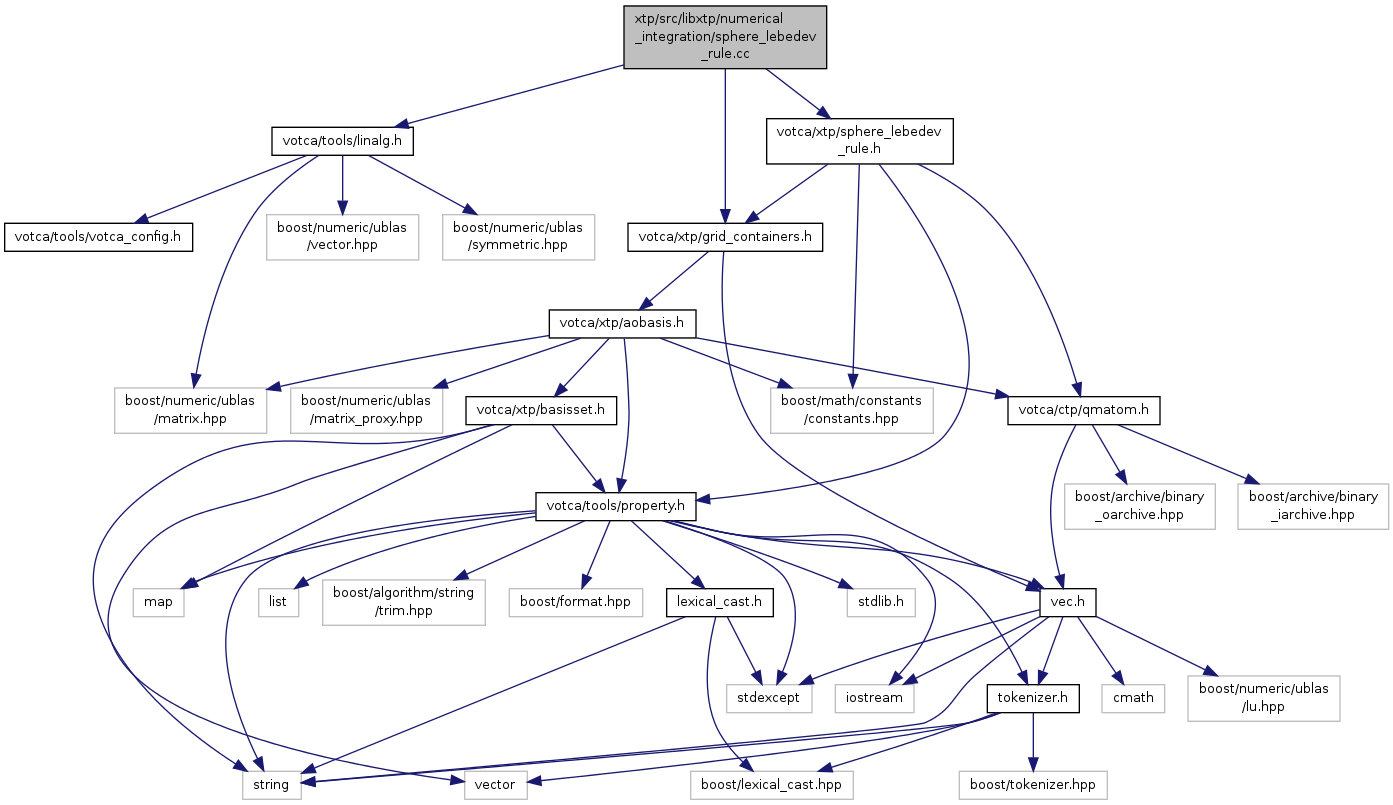 xtp/src/libxtp/numerical
_integration/sphere_lebedev
_rule.cc
votca/tools/linalg.h
votca/xtp/sphere_lebedev
_rule.h
votca/tools/votca_config.h
boost/numeric/ublas
/vector.hpp
boost/numeric/ublas
/symmetric.hpp
votca/xtp/grid_containers.h
votca/xtp/aobasis.h
boost/numeric/ublas
/matrix.hpp
boost/numeric/ublas
/matrix_proxy.hpp
votca/xtp/basisset.h
boost/math/constants
/constants.hpp
votca/ctp/qmatom.h
votca/tools/property.h
boost/archive/binary
_oarchive.hpp
boost/archive/binary
_iarchive.hpp
map
list
boost/algorithm/string
/trim.hpp
boost/format.hpp
lexical_cast.h
stdlib.h
vec.h
stdexcept
iostream
tokenizer.h
cmath
boost/numeric/ublas
/lu.hpp
string
vector
boost/lexical_cast.hpp
boost/tokenizer.hpp